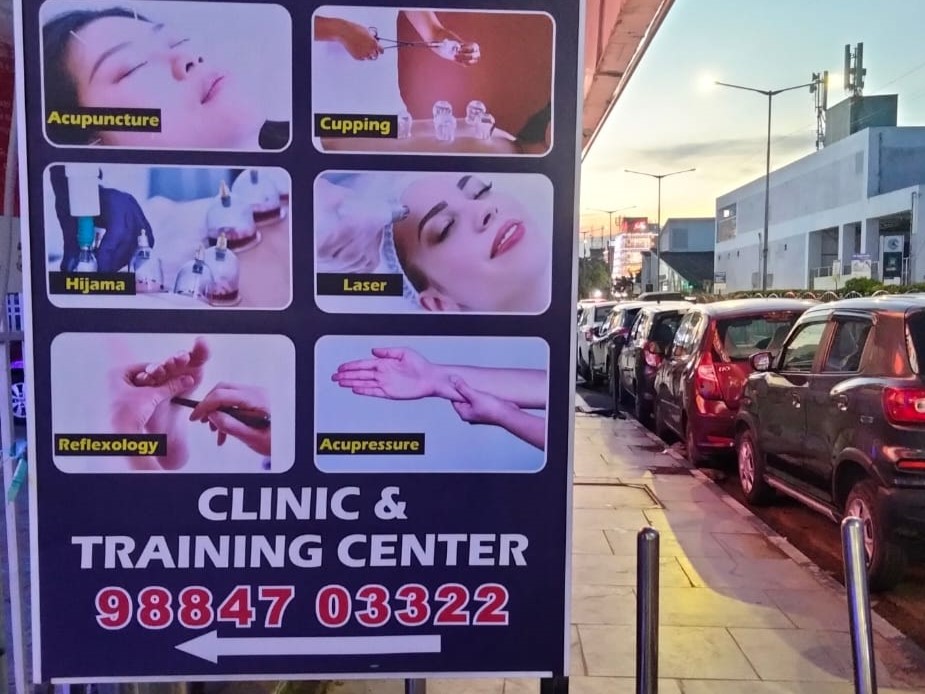 Acupuncture
Cupping
Hijama
Laser
Reflexology
Acupressure
CLINIC &
TRAINING CENTER
98847 03322